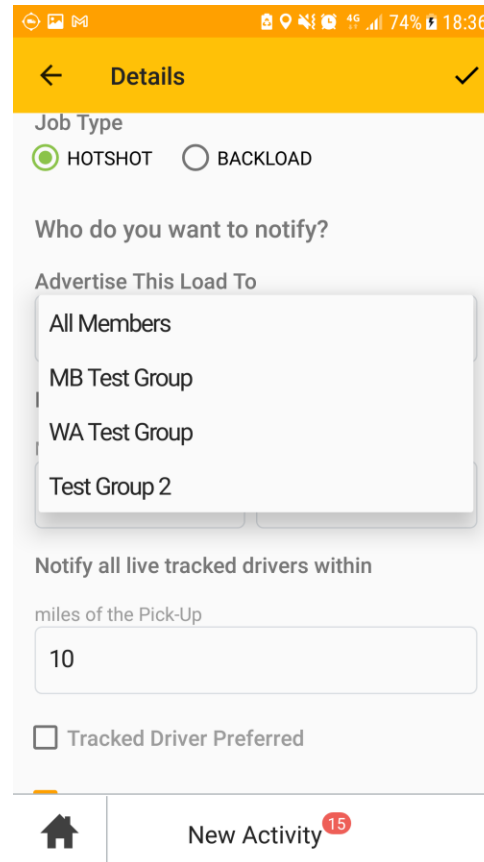 4G 74% 18:36
Details
Job Type
HOTSHOT BACKLOAD
Who do you want to notify?
Advertise This Load To
All Members
MB Test Group
WA Test Group
Test Group 2
Notify all live tracked drivers within
miles of the Pick-Up
10
Tracked Driver Preferred
New Activity 15